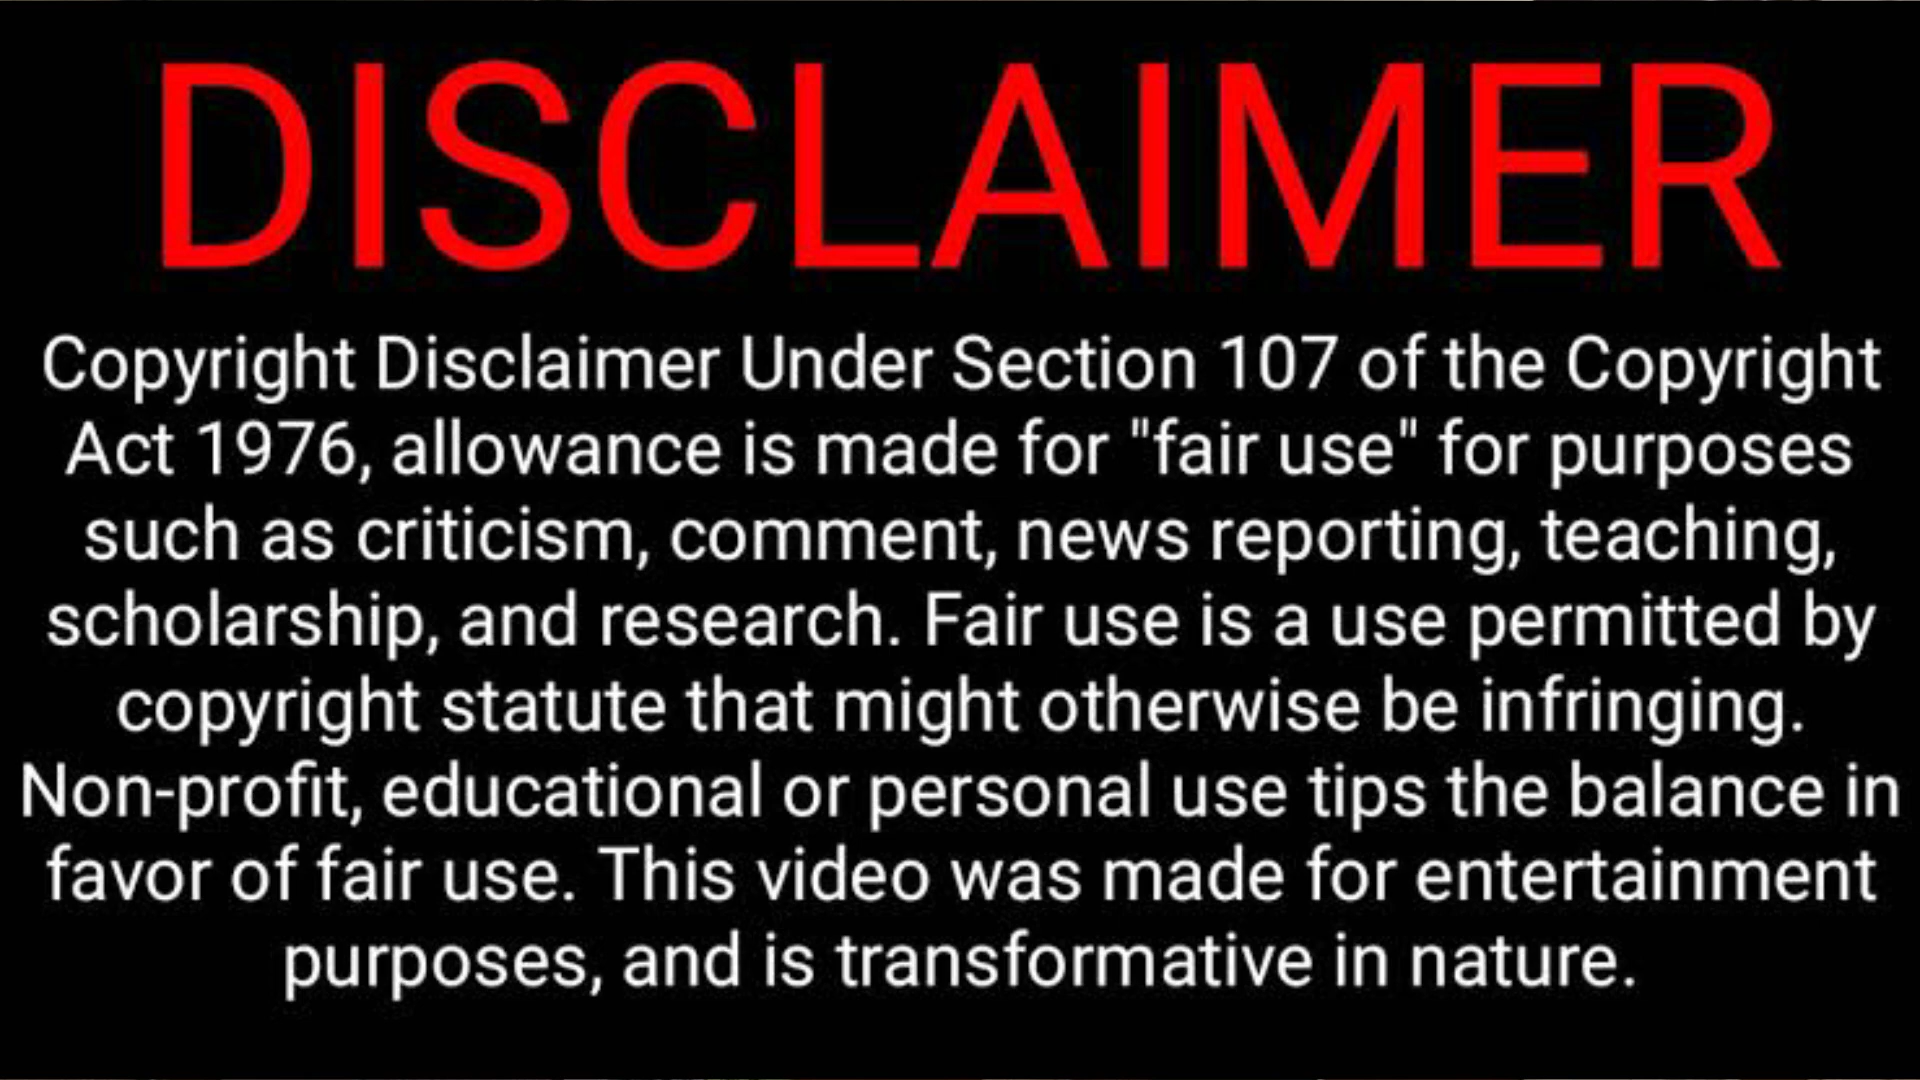 DISCLAIMER
Copyright Disclaimer Under Section 107 of the Copyright
Act 1976, allowance is made for "fair use" for purposes
such as criticism, comment, news reporting, teaching,
scholarship, and research. Fair use is a use permitted by
copyright statute that might otherwise be infringing.
Non-profit, educational or personal use tips the balance in
favor of fair use. This video was made for entertainment
purposes, and is transformative in nature.